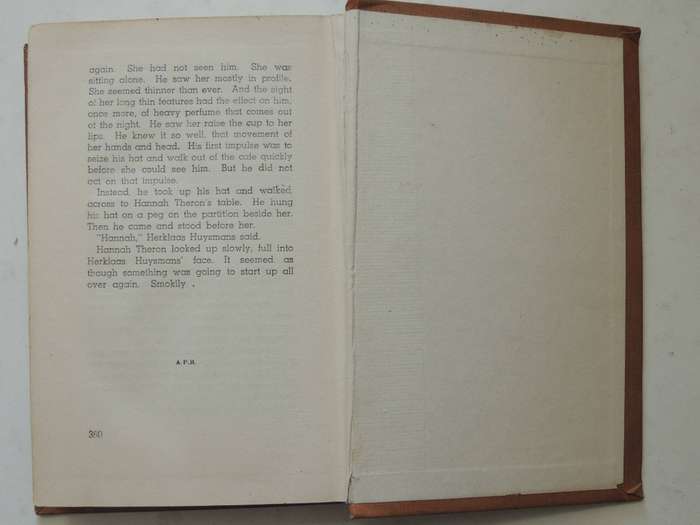 again. She had not seen him. She was
sitting alone. He saw her mostly in profile.
She seemed thinner than ever. And the sight
of her long thin features had the effect on him,
once more, of heavy perfume that comes out
of the night. He saw her raise the cup to her
lips. He knew it so well, that movement of
her hands and head. His first impulse was to
seize his hat and walk out of the cafe quickly
before she could see him. But he did not
act on that impulse.
Instead, he took up his hat and walked
across to Hannah Theron's table. He hung
his hat on a peg on the partition beside her.
Then he came and stood before her.
"Hannah," Herklaas Huysmans said.
Hannah Theron looked up slowly, full into
Herklaas Huysmans' face. It seemed as
though something was going to start up all
over again. Smokily .
A.P.B.
360